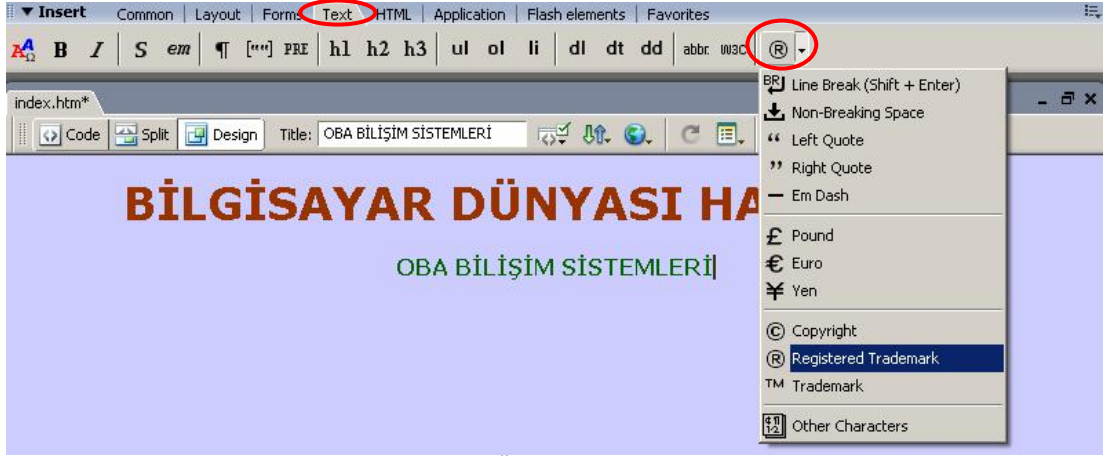 ▼ Insert Common | Layout | Forms | Text HTML | Application | Flash elements | Favorites
B I S em ¶ [""] PRE h1 h2 h3 ul ol li dl dt dd abbr. W3C ®
index.htm*
Code Split Design Title: OBA BİLİŞİM SİSTEMLERİ
BİLGİSAYAR DÜNYASI HA
OBA BİLİŞİM SİSTEMLERİ
BR Line Break (Shift + Enter)
Non-Breaking Space
“ Left Quote
” Right Quote
— Em Dash
£ Pound
€ Euro
¥ Yen
© Copyright
® Registered Trademark
TM Trademark
Other Characters